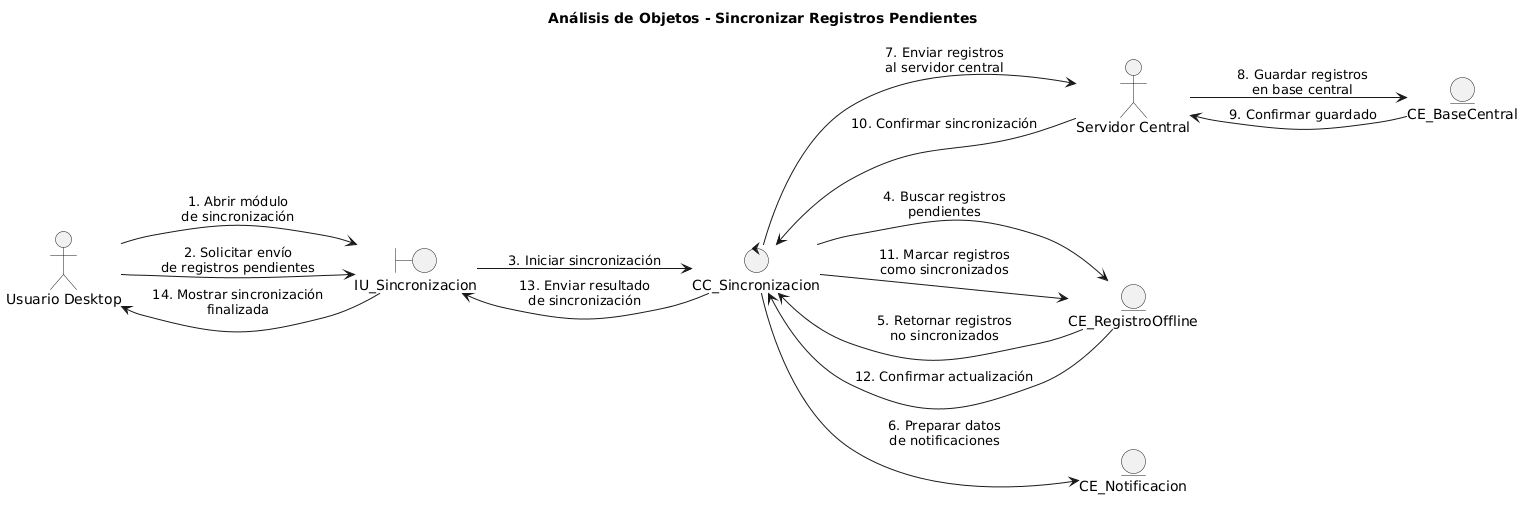 Análisis de Objetos - Sincronizar Registros Pendientes
7. Enviar registros
al servidor central
8. Guardar registros
en base central
9. Confirmar guardado
CE_BaseCentral
10. Confirmar sincronización
Servidor Central
1. Abrir módulo
de sincronización
4. Buscar registros
pendientes
2. Solicitar envío
de registros pendientes
3. Iniciar sincronización
11. Marcar registros
como sincronizados
Usuario Desktop
14. Mostrar sincronización
finalizada
IU_Sincronizacion
13. Enviar resultado
de sincronización
CC_Sincronizacion
5. Retornar registros
no sincronizados
CE_RegistroOffline
12. Confirmar actualización
6. Preparar datos
de notificaciones
CE_Notificacion